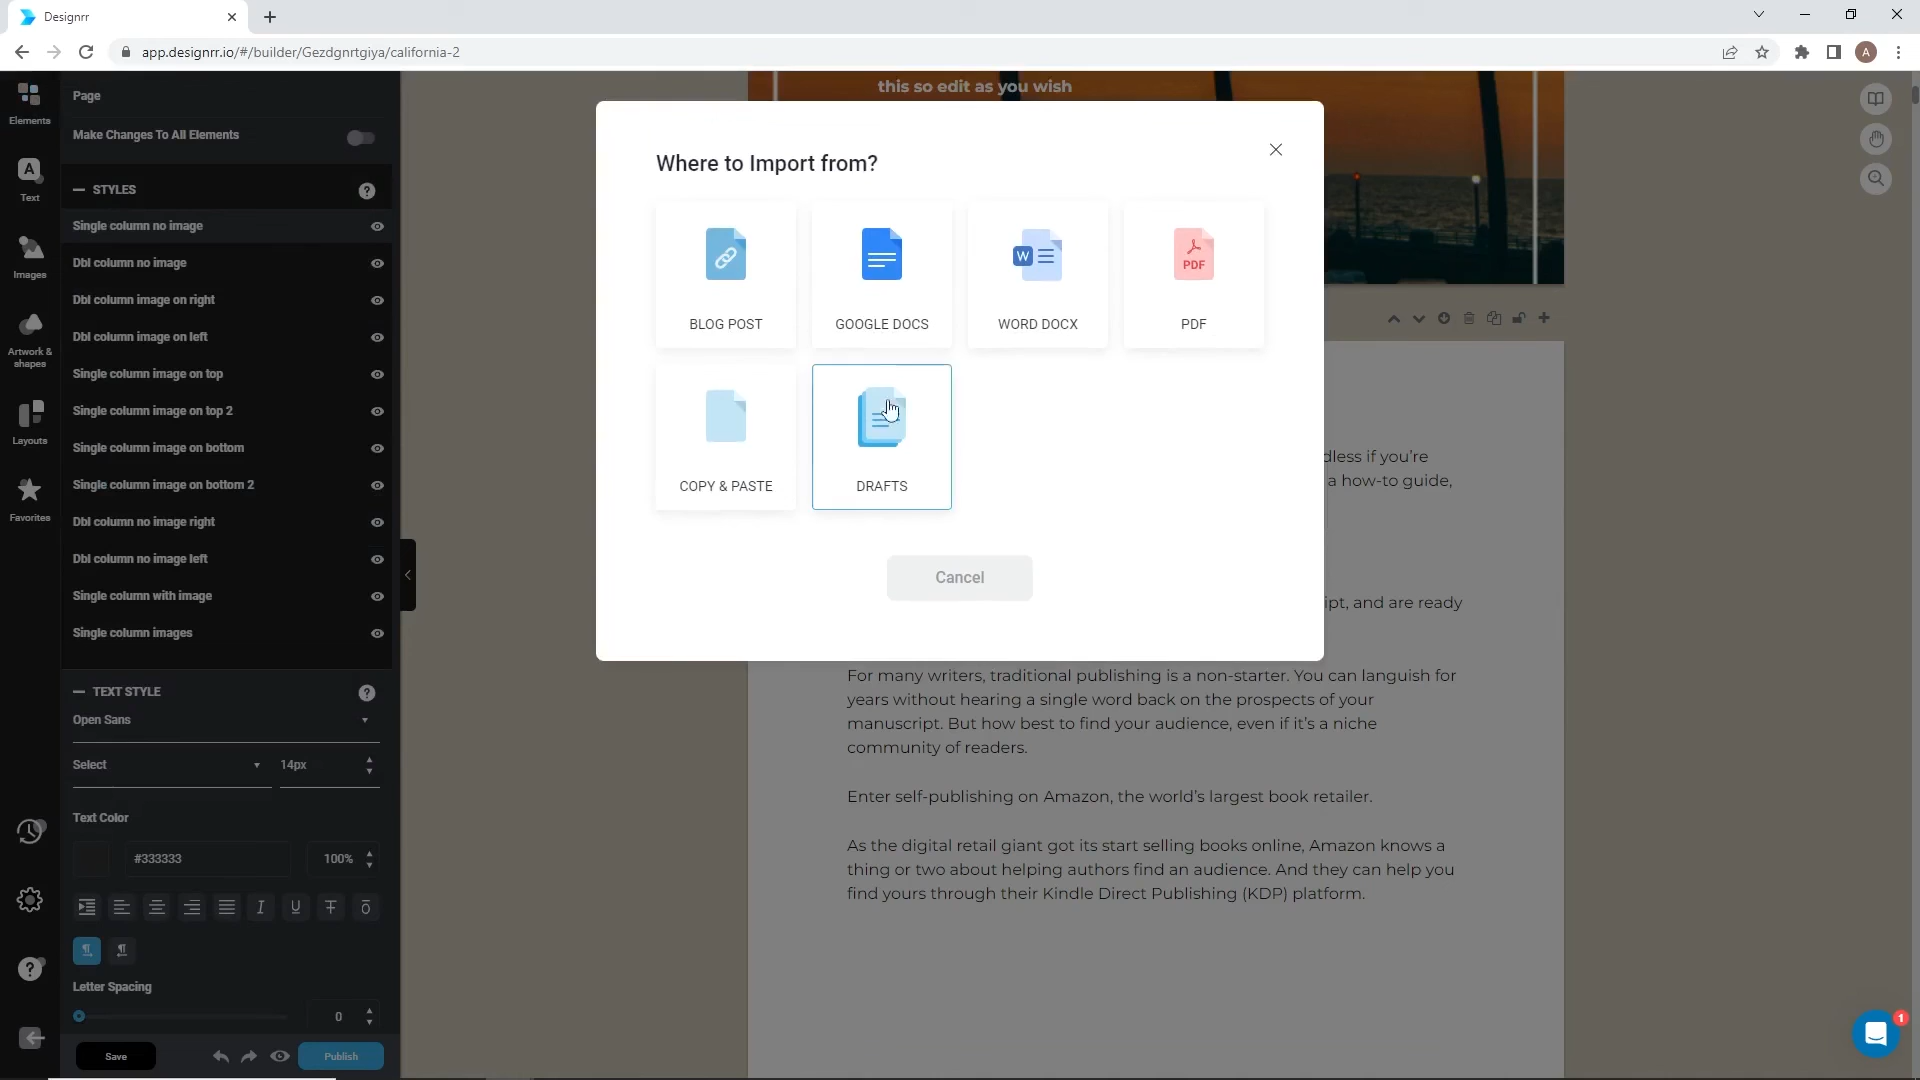 Designrr
app.designrr.io/#/builder/Gezdgnrtgiya/california-2
A
Elements
Text
Images
Artwork &
shapes
Layouts
Favorites
Page
Make Changes To All Elements
STYLES
?
Single column no image
Dbl column no image
Dbl column image on right
Dbl column image on left
Single column image on top
Single column image on top 2
Single column image on bottom
Single column image on bottom 2
Dbl column no image right
Dbl column no image left
Single column with image
Single column images
TEXT STYLE
?
Open Sans
Select
14px
Text Color
#333333
100%
Letter Spacing
0
Save
Publish
this so edit as you wish
Where to Import from?
BLOG POST
GOOGLE DOCS
W
WORD DOCX
PDF
PDF
COPY & PASTE
DRAFTS
Cancel
dless if you're
a how-to guide,
ipt, and are ready
For many writers, traditional publishing is a non-starter. You can languish for
years without hearing a single word back on the prospects of your
manuscript. But how best to find your audience, even if it's a niche
community of readers.
Enter self-publishing on Amazon, the world's largest book retailer.
As the digital retail giant got its start selling books online, Amazon knows a
thing or two about helping authors find an audience. And they can help you
find yours through their Kindle Direct Publishing (KDP) platform.
1